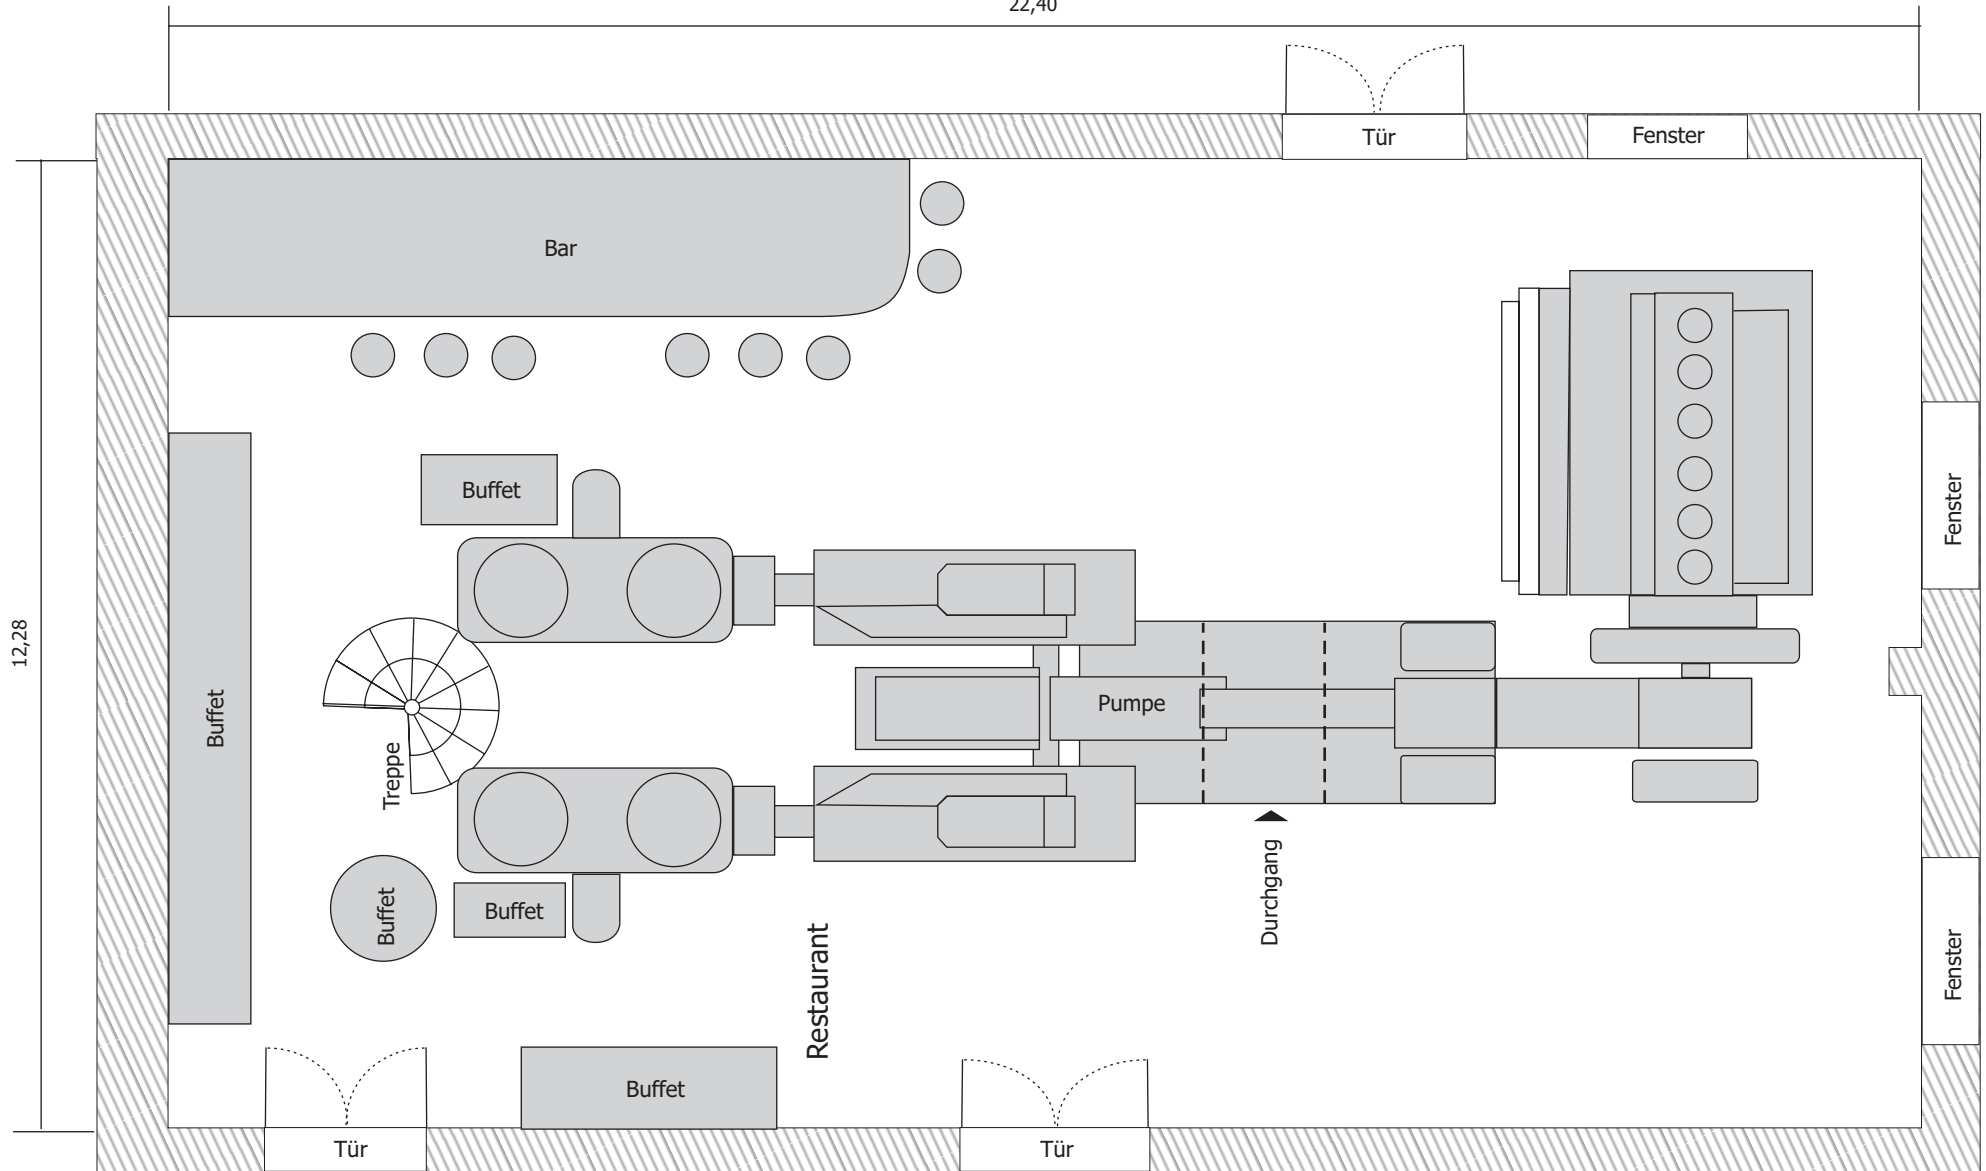 22,40
Tür
Fenster
Bar
Buffet
Fenster
12,28
Buffet
Pumpe
Treppe
Durchgang
Buffet
Buffet
Restaurant
Fenster
Buffet
Tür
Tür